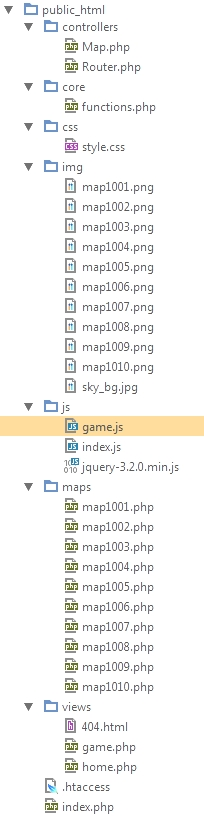 public_html
controllers
Map.php
Router.php
core
functions.php
css
style.css
img
map1001.png
map1002.png
map1003.png
map1004.png
map1005.png
map1006.png
map1007.png
map1008.png
map1009.png
map1010.png
sky_bg.jpg
js
game.js
index.js
jquery-3.2.0.min.js
maps
map1001.php
map1002.php
map1003.php
map1004.php
map1005.php
map1006.php
map1007.php
map1008.php
map1009.php
map1010.php
views
404.html
game.php
home.php
.htaccess
index.php